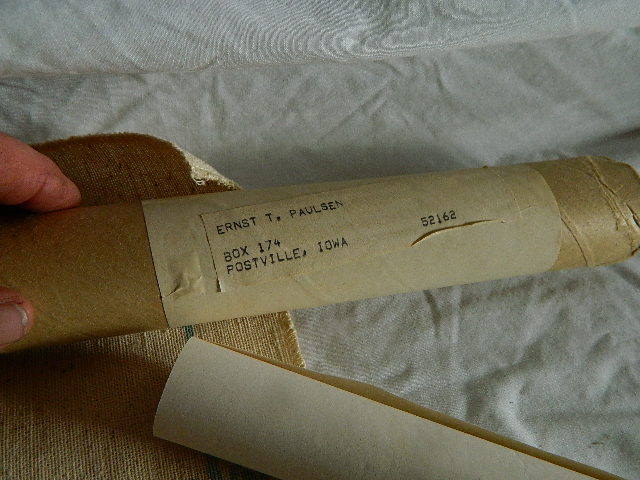 ERNST T. PAULSEN
BOX 174
POSTVILLE, IOWA 52162